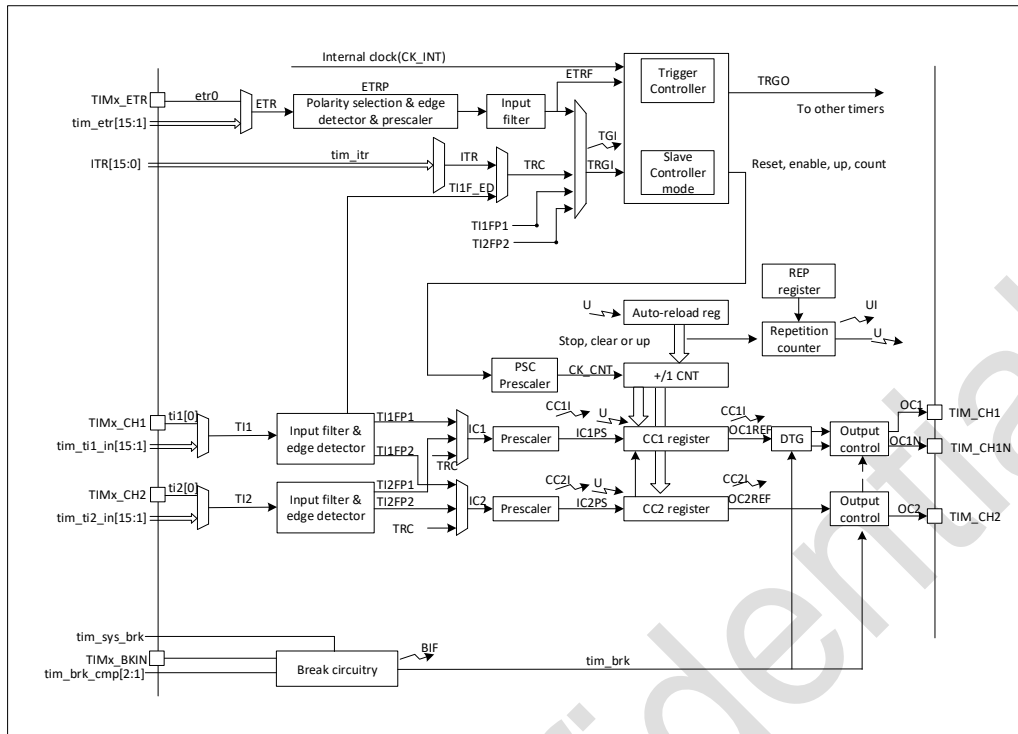 Internal clock(CK_INT)
ETRF
Trigger
Controller
TRGO
To other timers
TIMx_ETR
etr0
ETR
ETRP
Polarity selection & edge
detector & prescaler
Input
filter
tim_etr[15:1]
TGI
ITR[15:0]
tim_itr
ITR
TRC
TRGI
Slave
Controller
mode
Reset, enable, up, count
TI1F_ED
TI1FP1
TI2FP2
REP
register
U
Auto-reload reg
UI
Repetition
counter
U
Stop, clear or up
PSC
Prescaler
CK_CNT
+/1 CNT
TIMx_CH1
ti1[0]
tim_ti1_in[15:1]
TI1
Input filter &
edge detector
TI1FP1
TI1FP2
TRC
IC1
Prescaler
CC1I
U
IC1PS
CC1 register
CC1I
OC1REF
DTG
Output
control
OC1
TIM_CH1
OC1N
TIM_CH1N
TIMx_CH2
ti2[0]
tim_ti2_in[15:1]
TI2
Input filter &
edge detector
TI2FP1
TI2FP2
TRC
IC2
Prescaler
CC2I
U
IC2PS
CC2 register
CC2I
OC2REF
Output
control
OC2
TIM_CH2
tim_sys_brk
TIMx_BKIN
tim_brk_cmp[2:1]
Break circuitry
BIF
tim_brk
fidential